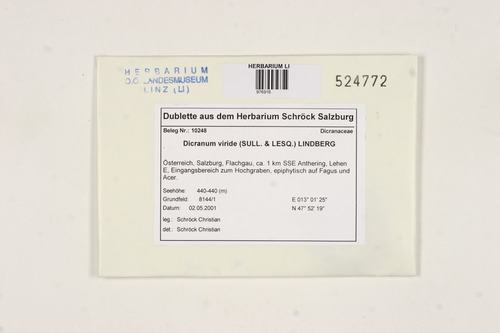 HERBARIUM
O.Ö. LANDESMUSEUM
LINZ (LI)
HERBARIUM LI
524772
Dublette aus dem Herbarium Schröck Salzburg
Beleg Nr.: 10248 Dicranaceae
Dicranum viride (SULL. & LESQ.) LINDBERG
Österreich, Salzburg, Flachgau, ca. 1 km SSE Anthering, Lehen
E, Eingangsbereich zum Hochgraben, epiphytisch auf Fagus und
Acer.
Seehöhe: 440-440 (m)
Grundfeld: 8144/1 E 013° 01' 25"
Datum: 02.05.2001 N 47° 52' 19"
leg.: Schröck Christian
det.: Schröck Christian